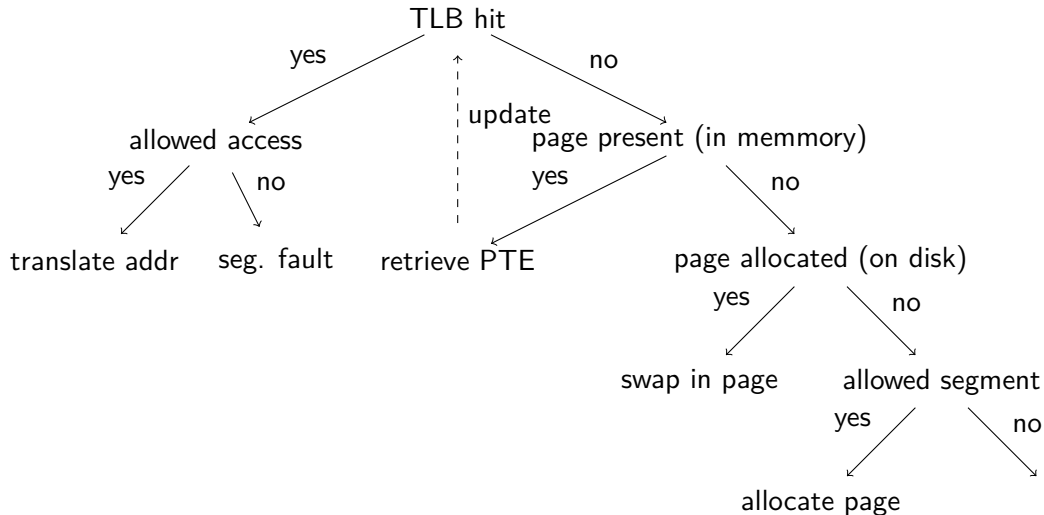 TLB hit
yes
no
update
allowed access
page present (in memmory)
yes
no
yes
no
translate addr
seg. fault
retrieve PTE
page allocated (on disk)
yes
no
swap in page
allowed segment
yes
no
allocate page